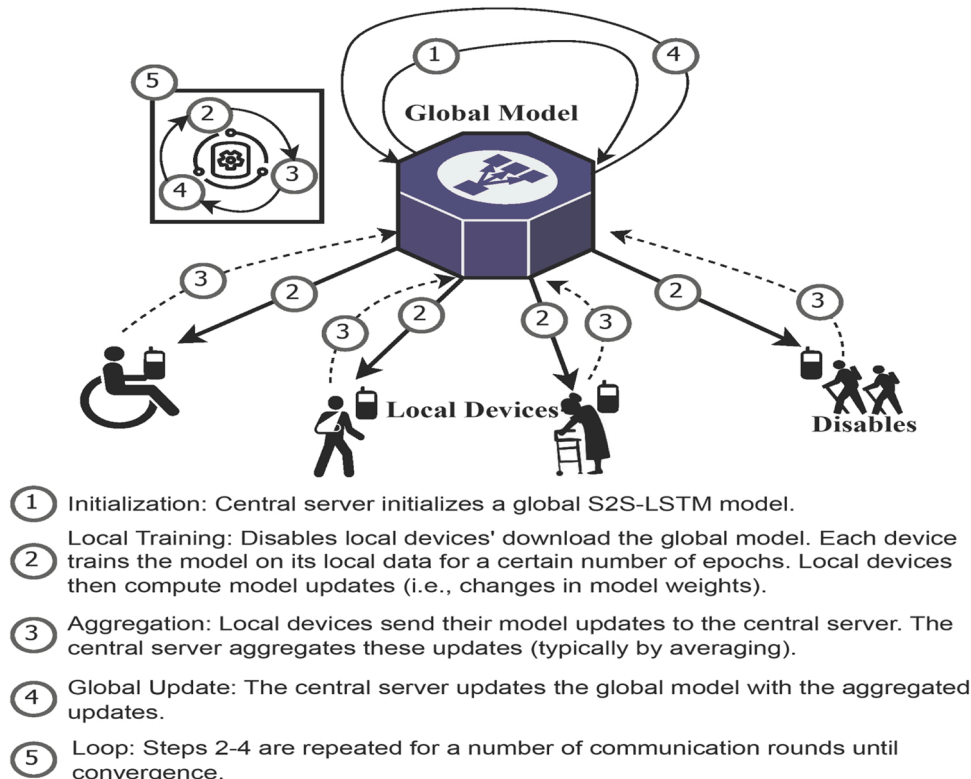 1
4
5
2
Global Model
3
4
3
2
2
3
3
2
2
3
3
Local Devices
Disables
1 Initialization: Central server initializes a global S2S-LSTM model.
Local Training: Disables local devices' download the global model. Each device
2 trains the model on its local data for a certain number of epochs. Local devices
then compute model updates (i.e., changes in model weights).
3 Aggregation: Local devices send their model updates to the central server. The
central server aggregates these updates (typically by averaging).
4 Global Update: The central server updates the global model with the aggregated
updates.
5 Loop: Steps 2-4 are repeated for a number of communication rounds until
convergence.